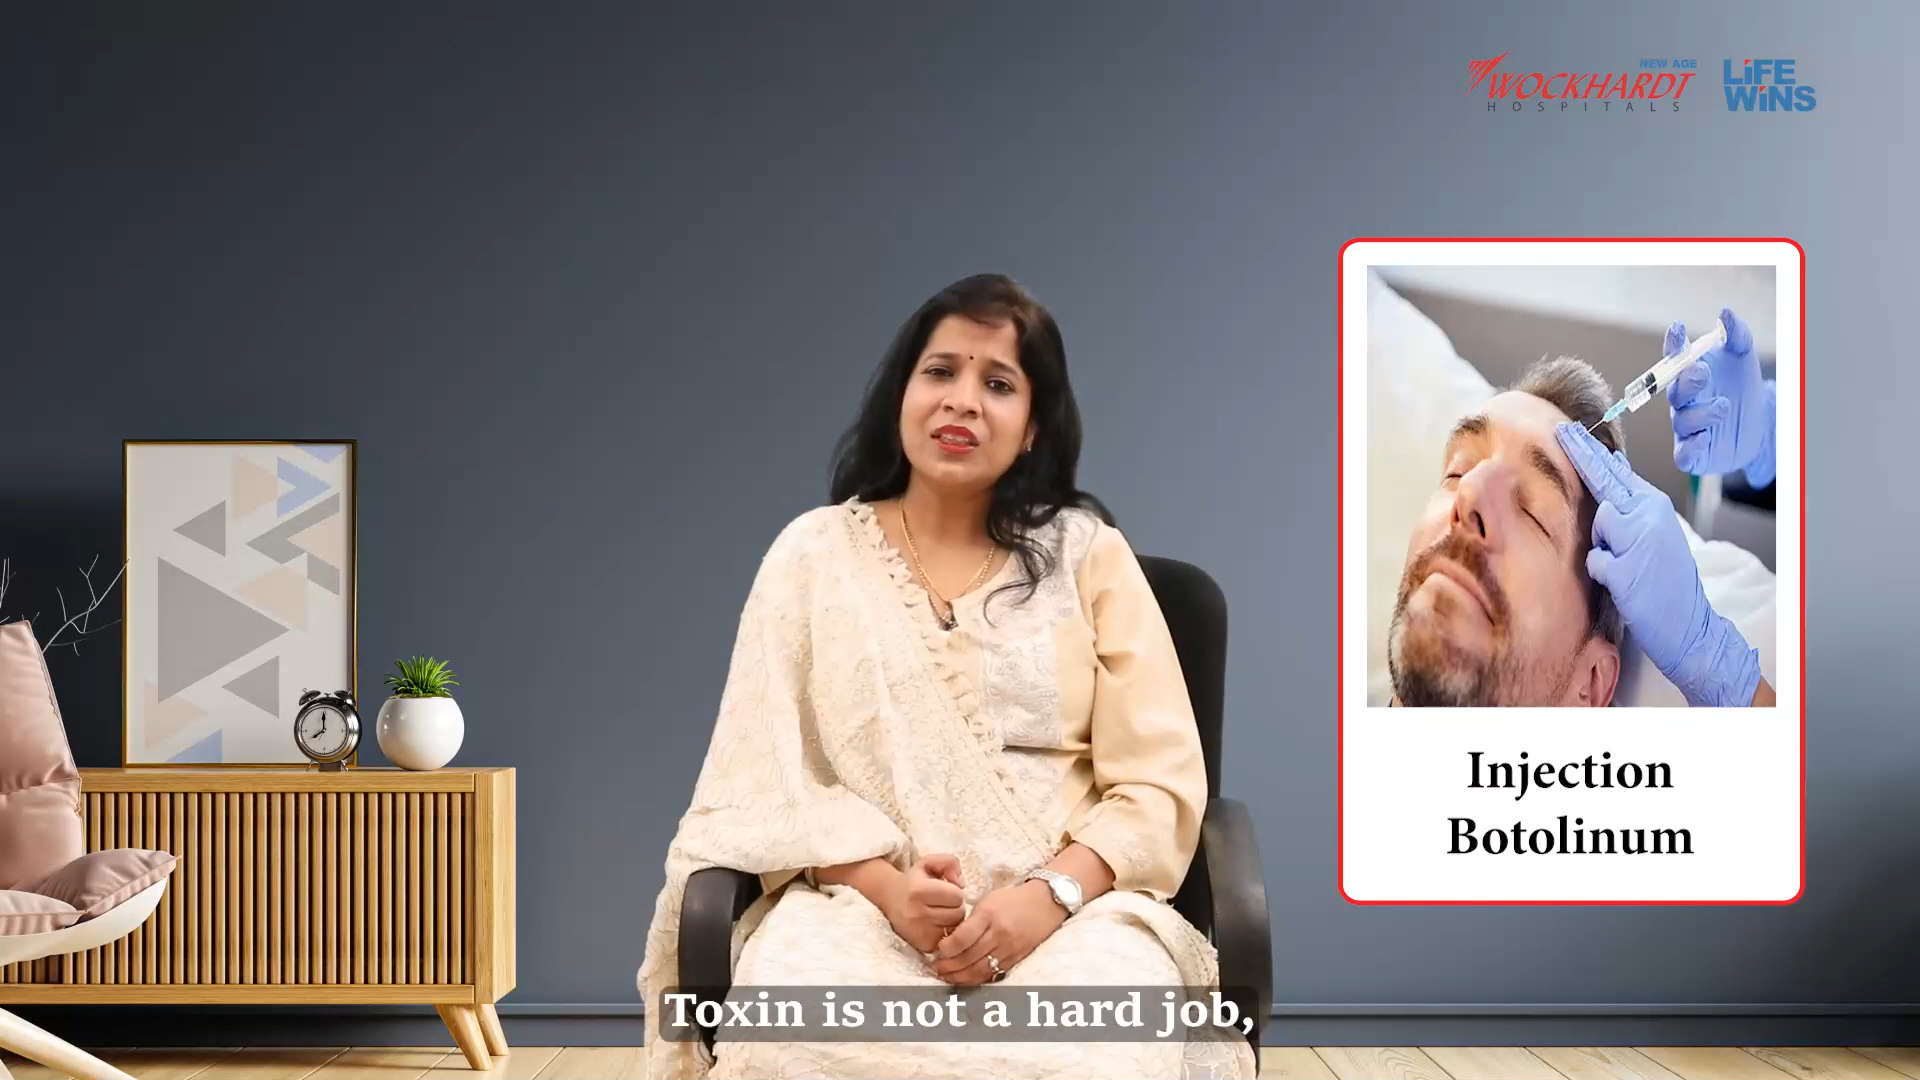 NEW AGE
WOCKHARDT
HOSPITALS
LiFE
WiNS
Injection
Botolinum
Toxin is not a hard job,